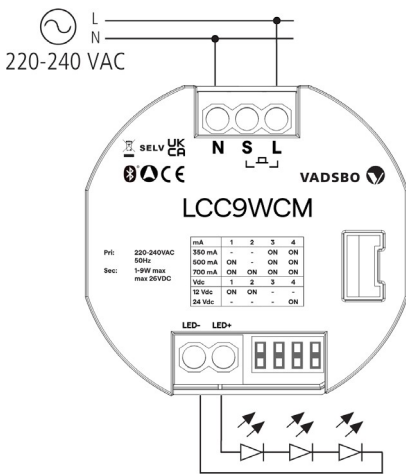 L
N
220-240 VAC
SELV UK CA
N S L
CE
VADSBO
LCC9WCM
Pri: 220-240VAC
50Hz
Sec: 1-9W max
max 26VDC
mA 1 2 3 4
350 mA - - ON ON
500 mA ON - ON ON
700 mA ON ON ON ON
Vdc 1 2 3 4
12 Vdc ON ON - -
24 Vdc - - - ON
LED- LED+